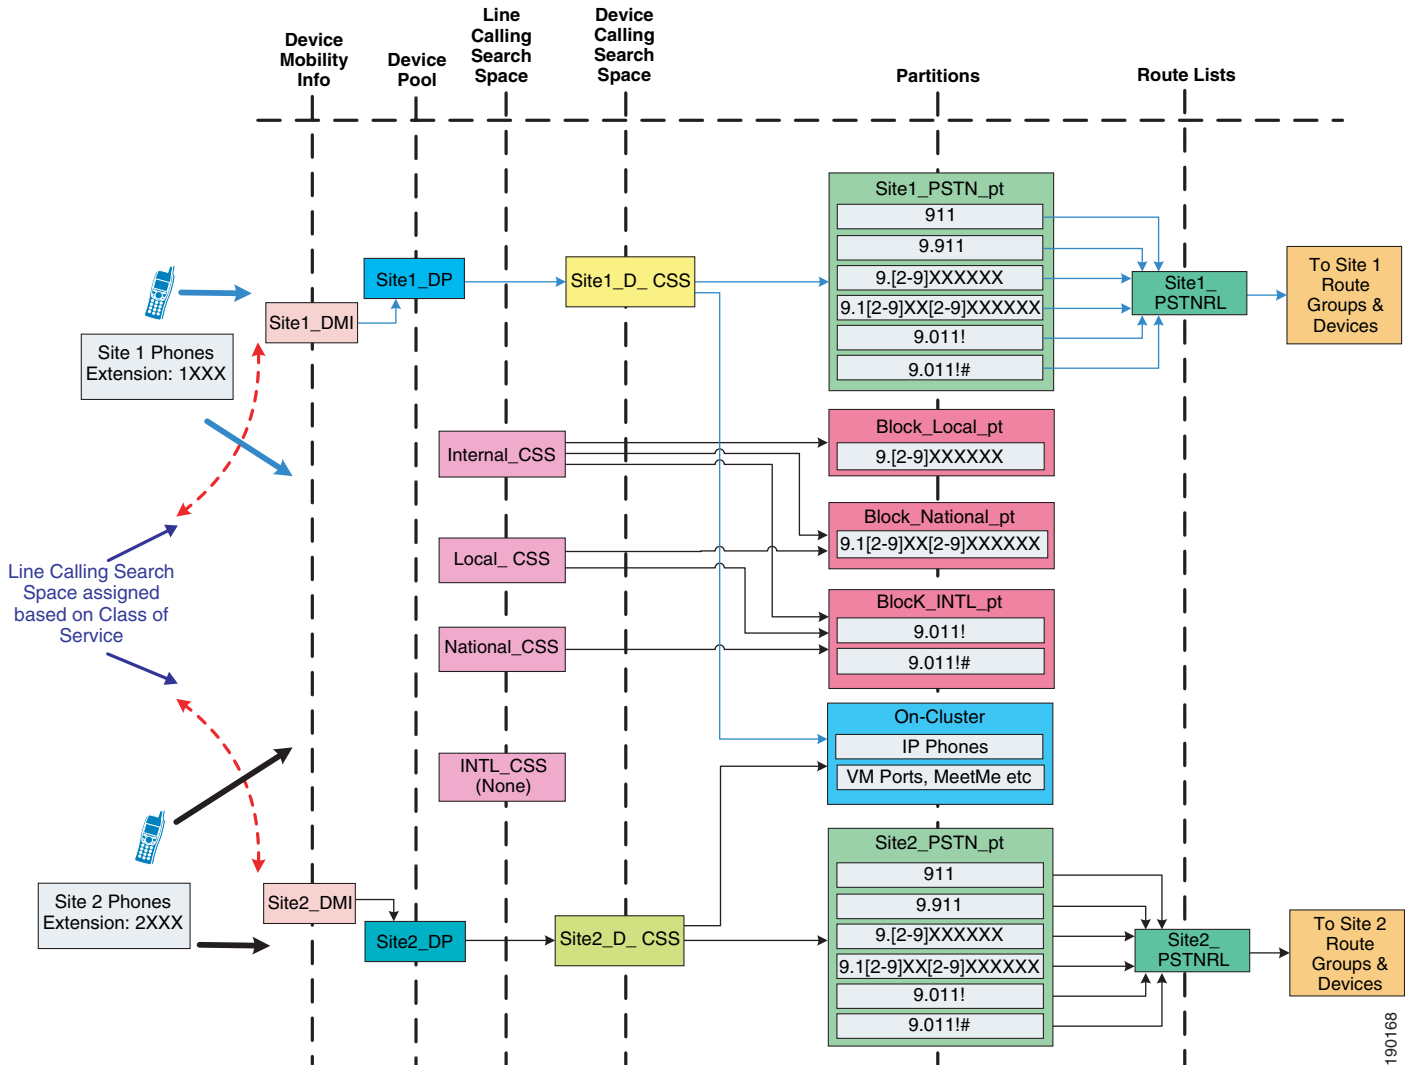 Device
Mobility
Info
Device
Pool
Line
Calling
Search
Space
Device
Calling
Search
Space
Partitions
Route Lists
Site 1 Phones
Extension: 1XXX
Site1_DMI
Site1_DP
Site1_D_ CSS
Site1_PSTN_pt
911
9.911
9.[2-9]XXXXXX
9.1[2-9]XX[2-9]XXXXXX
9.011!
9.011!#
Site1_
PSTNRL
To Site 1
Route
Groups &
Devices
Internal_CSS
Block_Local_pt
9.[2-9]XXXXXX
Local_ CSS
Block_National_pt
9.1[2-9]XX[2-9]XXXXXX
Line Calling Search
Space assigned
based on Class of
Service
National_CSS
BlocK_INTL_pt
9.011!
9.011!#
INTL_CSS
(None)
On-Cluster
IP Phones
VM Ports, MeetMe etc
Site 2 Phones
Extension: 2XXX
Site2_DMI
Site2_DP
Site2_D_ CSS
Site2_PSTN_pt
911
9.911
9.[2-9]XXXXXX
9.1[2-9]XX[2-9]XXXXXX
9.011!
9.011!#
Site2_
PSTNRL
To Site 2
Route
Groups &
Devices
190168